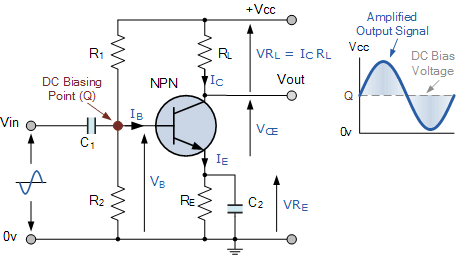 +Vcc
R1
RL
VRL = IC RL
IC
DC Biasing
Point (Q)
NPN
Vout
Vin
IB
C1
VCE
IE
VB
R2
RE
C2
VRE
0v
Amplified
Output Signal
Vcc
DC Bias
Voltage
Q
0v